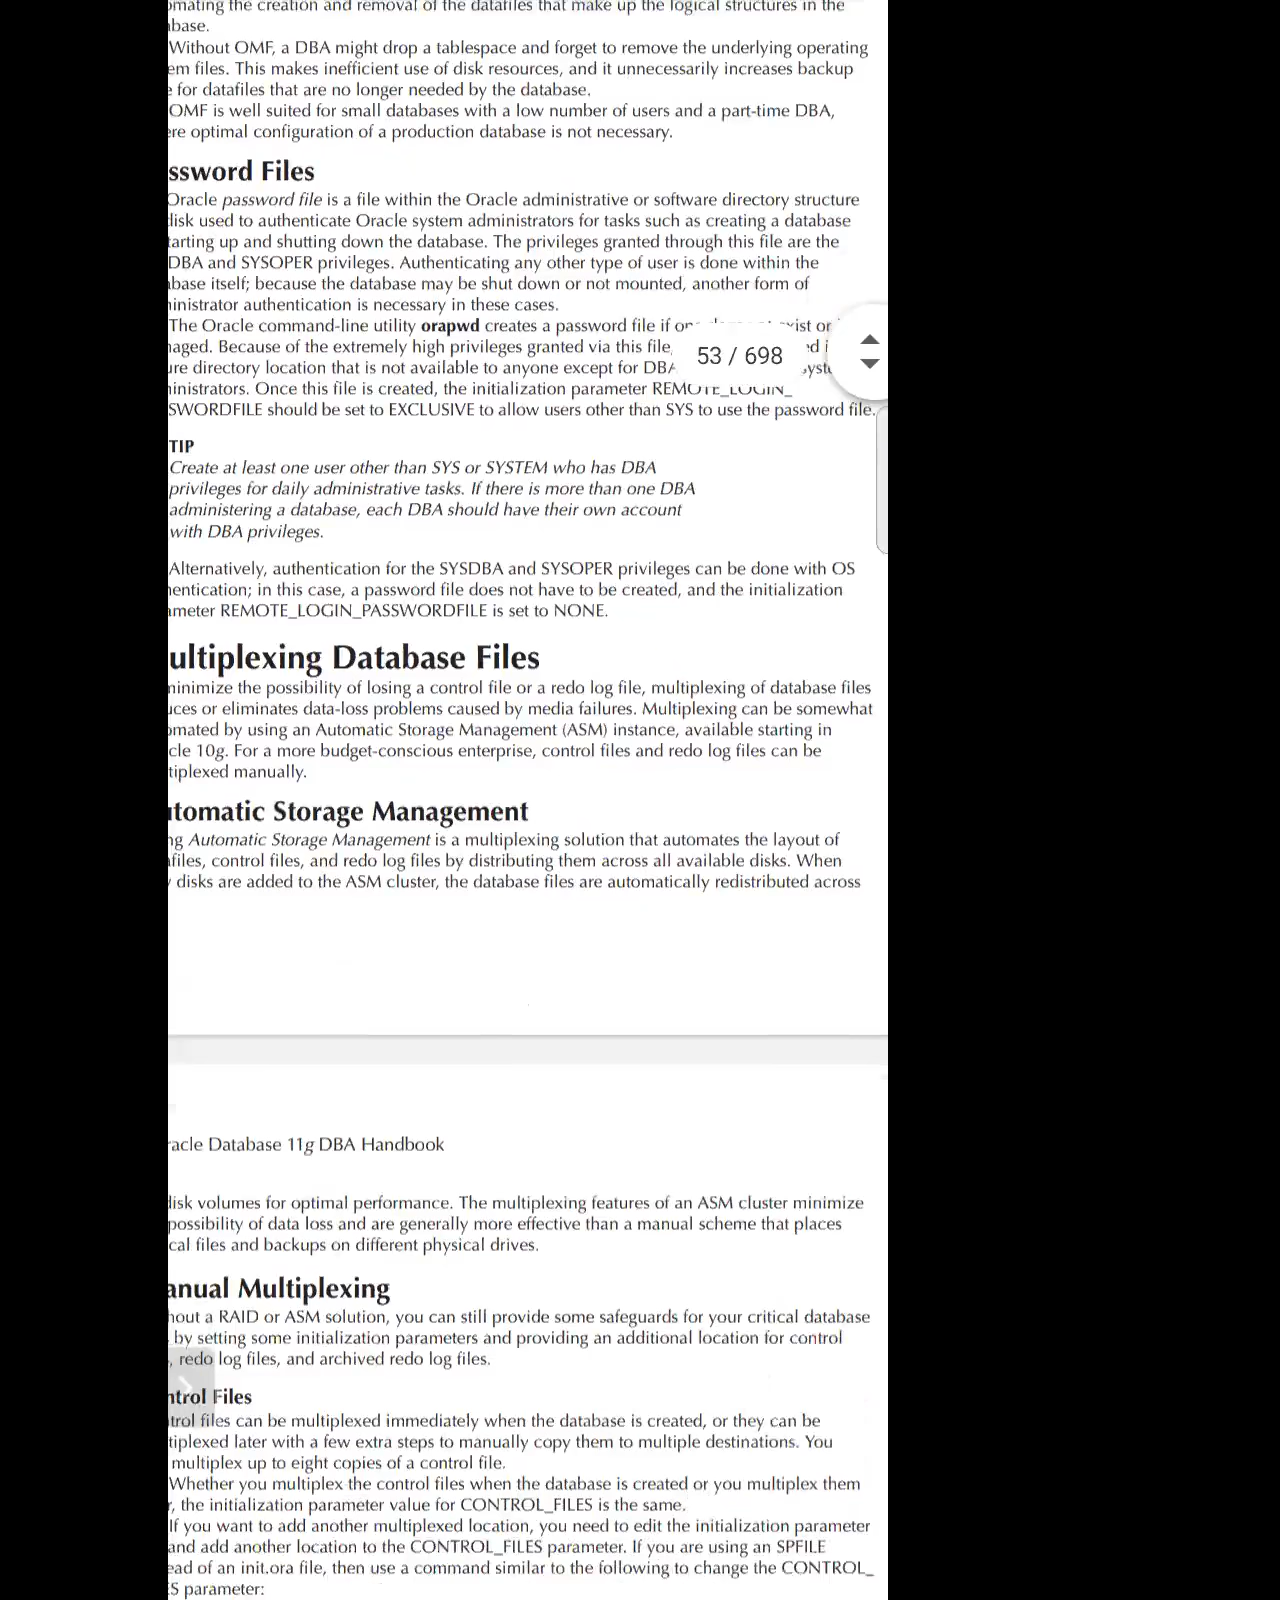 omating the creation and removal of the datafiles that make up the logical structures in the
abase.
Without OMF, a DBA might drop a tablespace and forget to remove the underlying operating
em files. This makes inefficient use of disk resources, and it unnecessarily increases backup
e for datafiles that are no longer needed by the database.
OMF is well suited for small databases with a low number of users and a part-time DBA,
ere optimal configuration of a production database is not necessary.
ssword Files
Oracle password file is a file within the Oracle administrative or software directory structure
disk used to authenticate Oracle system administrators for tasks such as creating a database
tarting up and shutting down the database. The privileges granted through this file are the
DBA and SYSOPER privileges. Authenticating any other type of user is done within the
abase itself; because the database may be shut down or not mounted, another form of
ninistrator authentication is necessary in these cases.
The Oracle command-line utility orapwd creates a password file if xist or
naged. Because of the extremely high privileges granted via this file,
53 / 698
ure directory location that is not available to anyone except for DBA
ninistrators. Once this file is created, the initialization parameter REMOTE_LOGIN_
SWORDFILE should be set to EXCLUSIVE to allow users other than SYS to use the password file.
TIP
Create at least one user other than SYS or SYSTEM who has DBA
privileges for daily administrative tasks. If there is more than one DBA
administering a database, each DBA should have their own account
with DBA privileges.
Alternatively, authentication for the SYSDBA and SYSOPER privileges can be done with OS
hentication; in this case, a password file does not have to be created, and the initialization
ameter REMOTE_LOGIN_PASSWORDFILE is set to NONE.
ultiplexing Database Files
minimize the possibility of losing a control file or a redo log file, multiplexing of database files
uces or eliminates data-loss problems caused by media failures. Multiplexing can be somewhat
omated by using an Automatic Storage Management (ASM) instance, available starting in
cle 10g. For a more budget-conscious enterprise, control files and redo log files can be
tiplexed manually.
utomatic Storage Management
ng Automatic Storage Management is a multiplexing solution that automates the layout of
afiles, control files, and redo log files by distributing them across all available disks. When
disks are added to the ASM cluster, the database files are automatically redistributed across
racle Database 11g DBA Handbook
disk volumes for optimal performance. The multiplexing features of an ASM cluster minimize
possibility of data loss and are generally more effective than a manual scheme that places
cal files and backups on different physical drives.
anual Multiplexing
hout a RAID or ASM solution, you can still provide some safeguards for your critical database
by setting some initialization parameters and providing an additional location for control
, redo log files, and archived redo log files.
ntrol Files
trol files can be multiplexed immediately when the database is created, or they can be
tiplexed later with a few extra steps to manually copy them to multiple destinations. You
multiplex up to eight copies of a control file.
Whether you multiplex the control files when the database is created or you multiplex them
r, the initialization parameter value for CONTROL_FILES is the same.
If you want to add another multiplexed location, you need to edit the initialization parameter
and add another location to the CONTROL_FILES parameter. If you are using an SPFILE
ead of an init.ora file, then use a command similar to the following to change the CONTROL_
ES parameter: